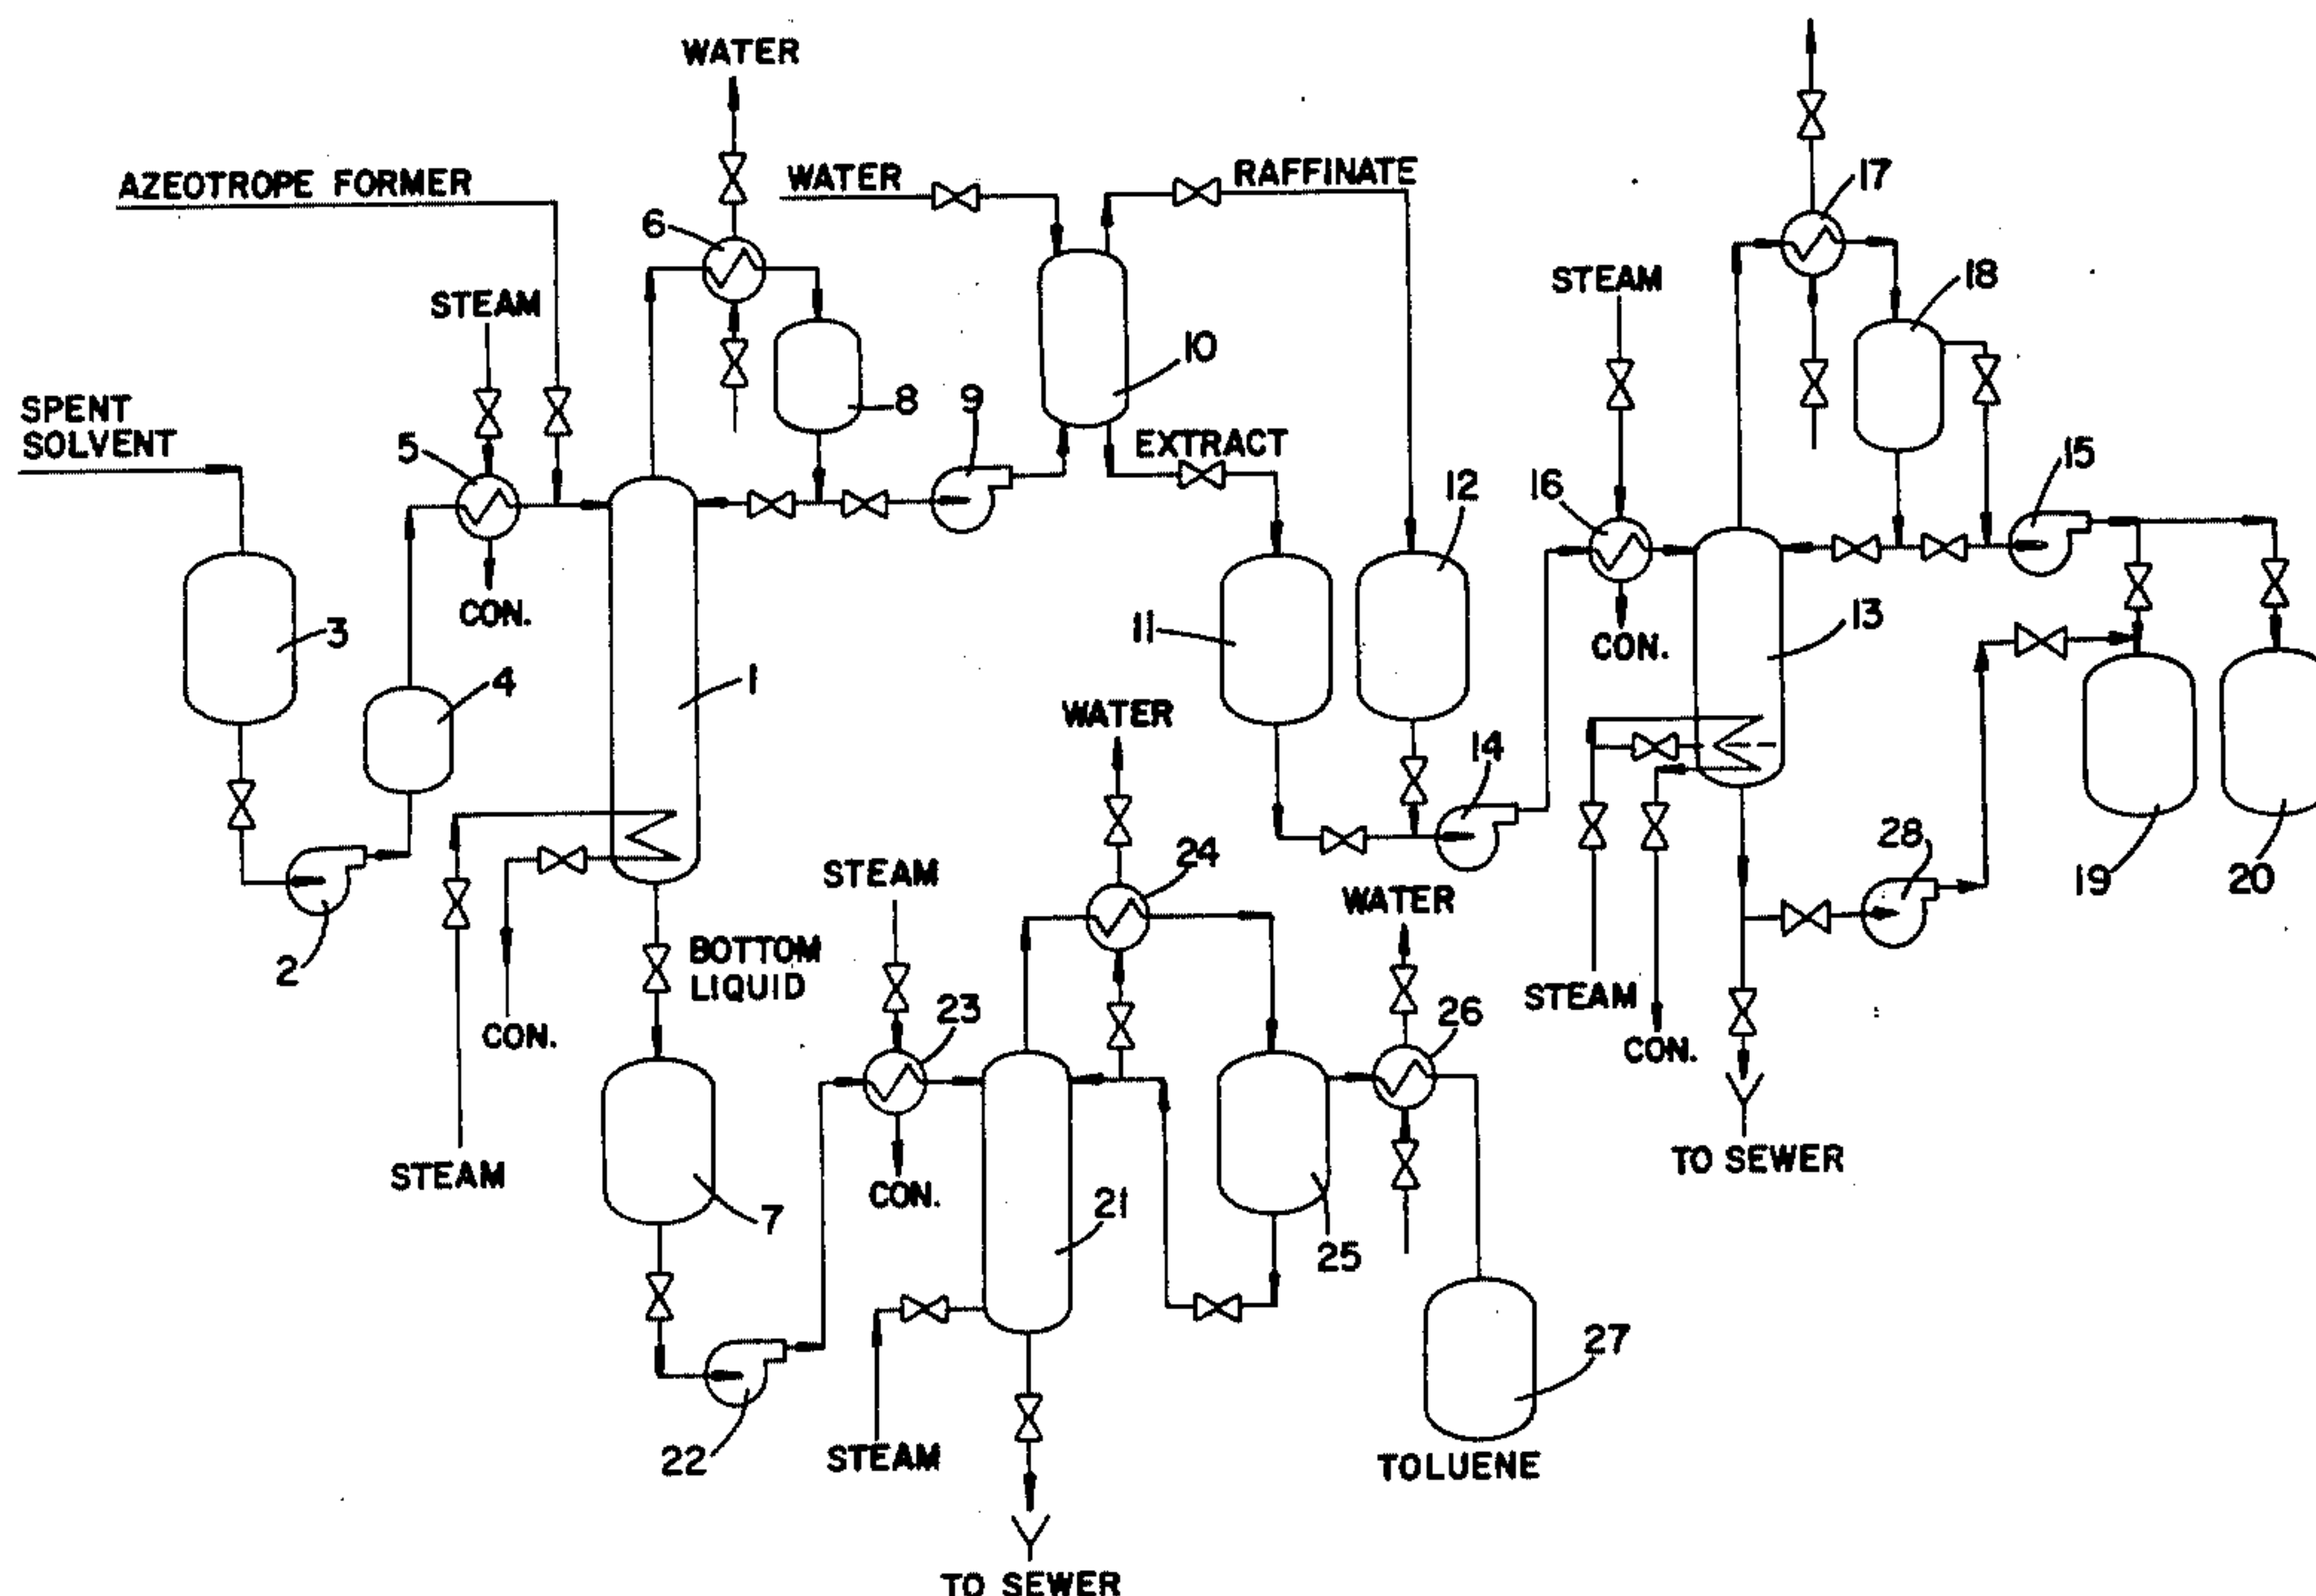 WATER
AZEOTROPE FORMER
WATER
RAFFINATE
17
6
STEAM
STEAM
18
10
SPENT
SOLVENT
8
9
5
EXTRACT
15
12
16
CON.
3
11
13
CON.
4
1
WATER
14
STEAM
24
28
19
20
WATER
2
BOTTOM
LIQUID
STEAM
23
26
CON.
CON.
STEAM
CON.
21
TO SEWER
7
25
27
22
STEAM
TOLUENE
TO SEWER